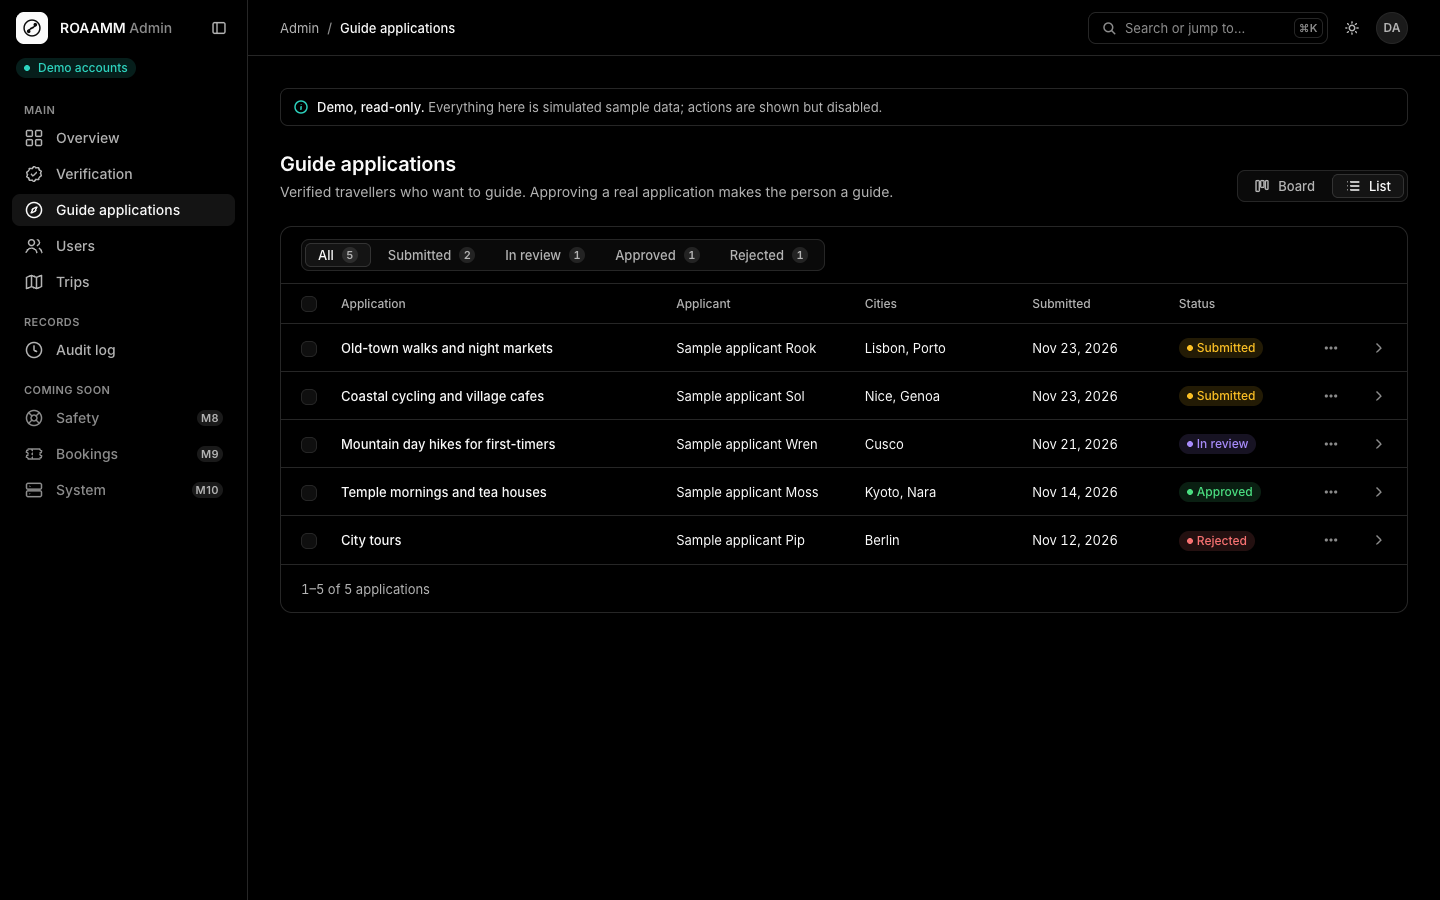 ROAAMM Admin
Demo accounts
MAIN
Overview
Verification
Guide applications
Users
Trips
RECORDS
Audit log
COMING SOON
Safety M8
Bookings M9
System M10
Admin / Guide applications
Search or jump to... ⌘K
DA
Demo, read-only. Everything here is simulated sample data; actions are shown but disabled.
Guide applications
Verified travellers who want to guide. Approving a real application makes the person a guide.
Board List
All 5 Submitted 2 In review 1 Approved 1 Rejected 1
Application Applicant Cities Submitted Status
Old-town walks and night markets Sample applicant Rook Lisbon, Porto Nov 23, 2026 Submitted
Coastal cycling and village cafes Sample applicant Sol Nice, Genoa Nov 23, 2026 Submitted
Mountain day hikes for first-timers Sample applicant Wren Cusco Nov 21, 2026 In review
Temple mornings and tea houses Sample applicant Moss Kyoto, Nara Nov 14, 2026 Approved
City tours Sample applicant Pip Berlin Nov 12, 2026 Rejected
1–5 of 5 applications